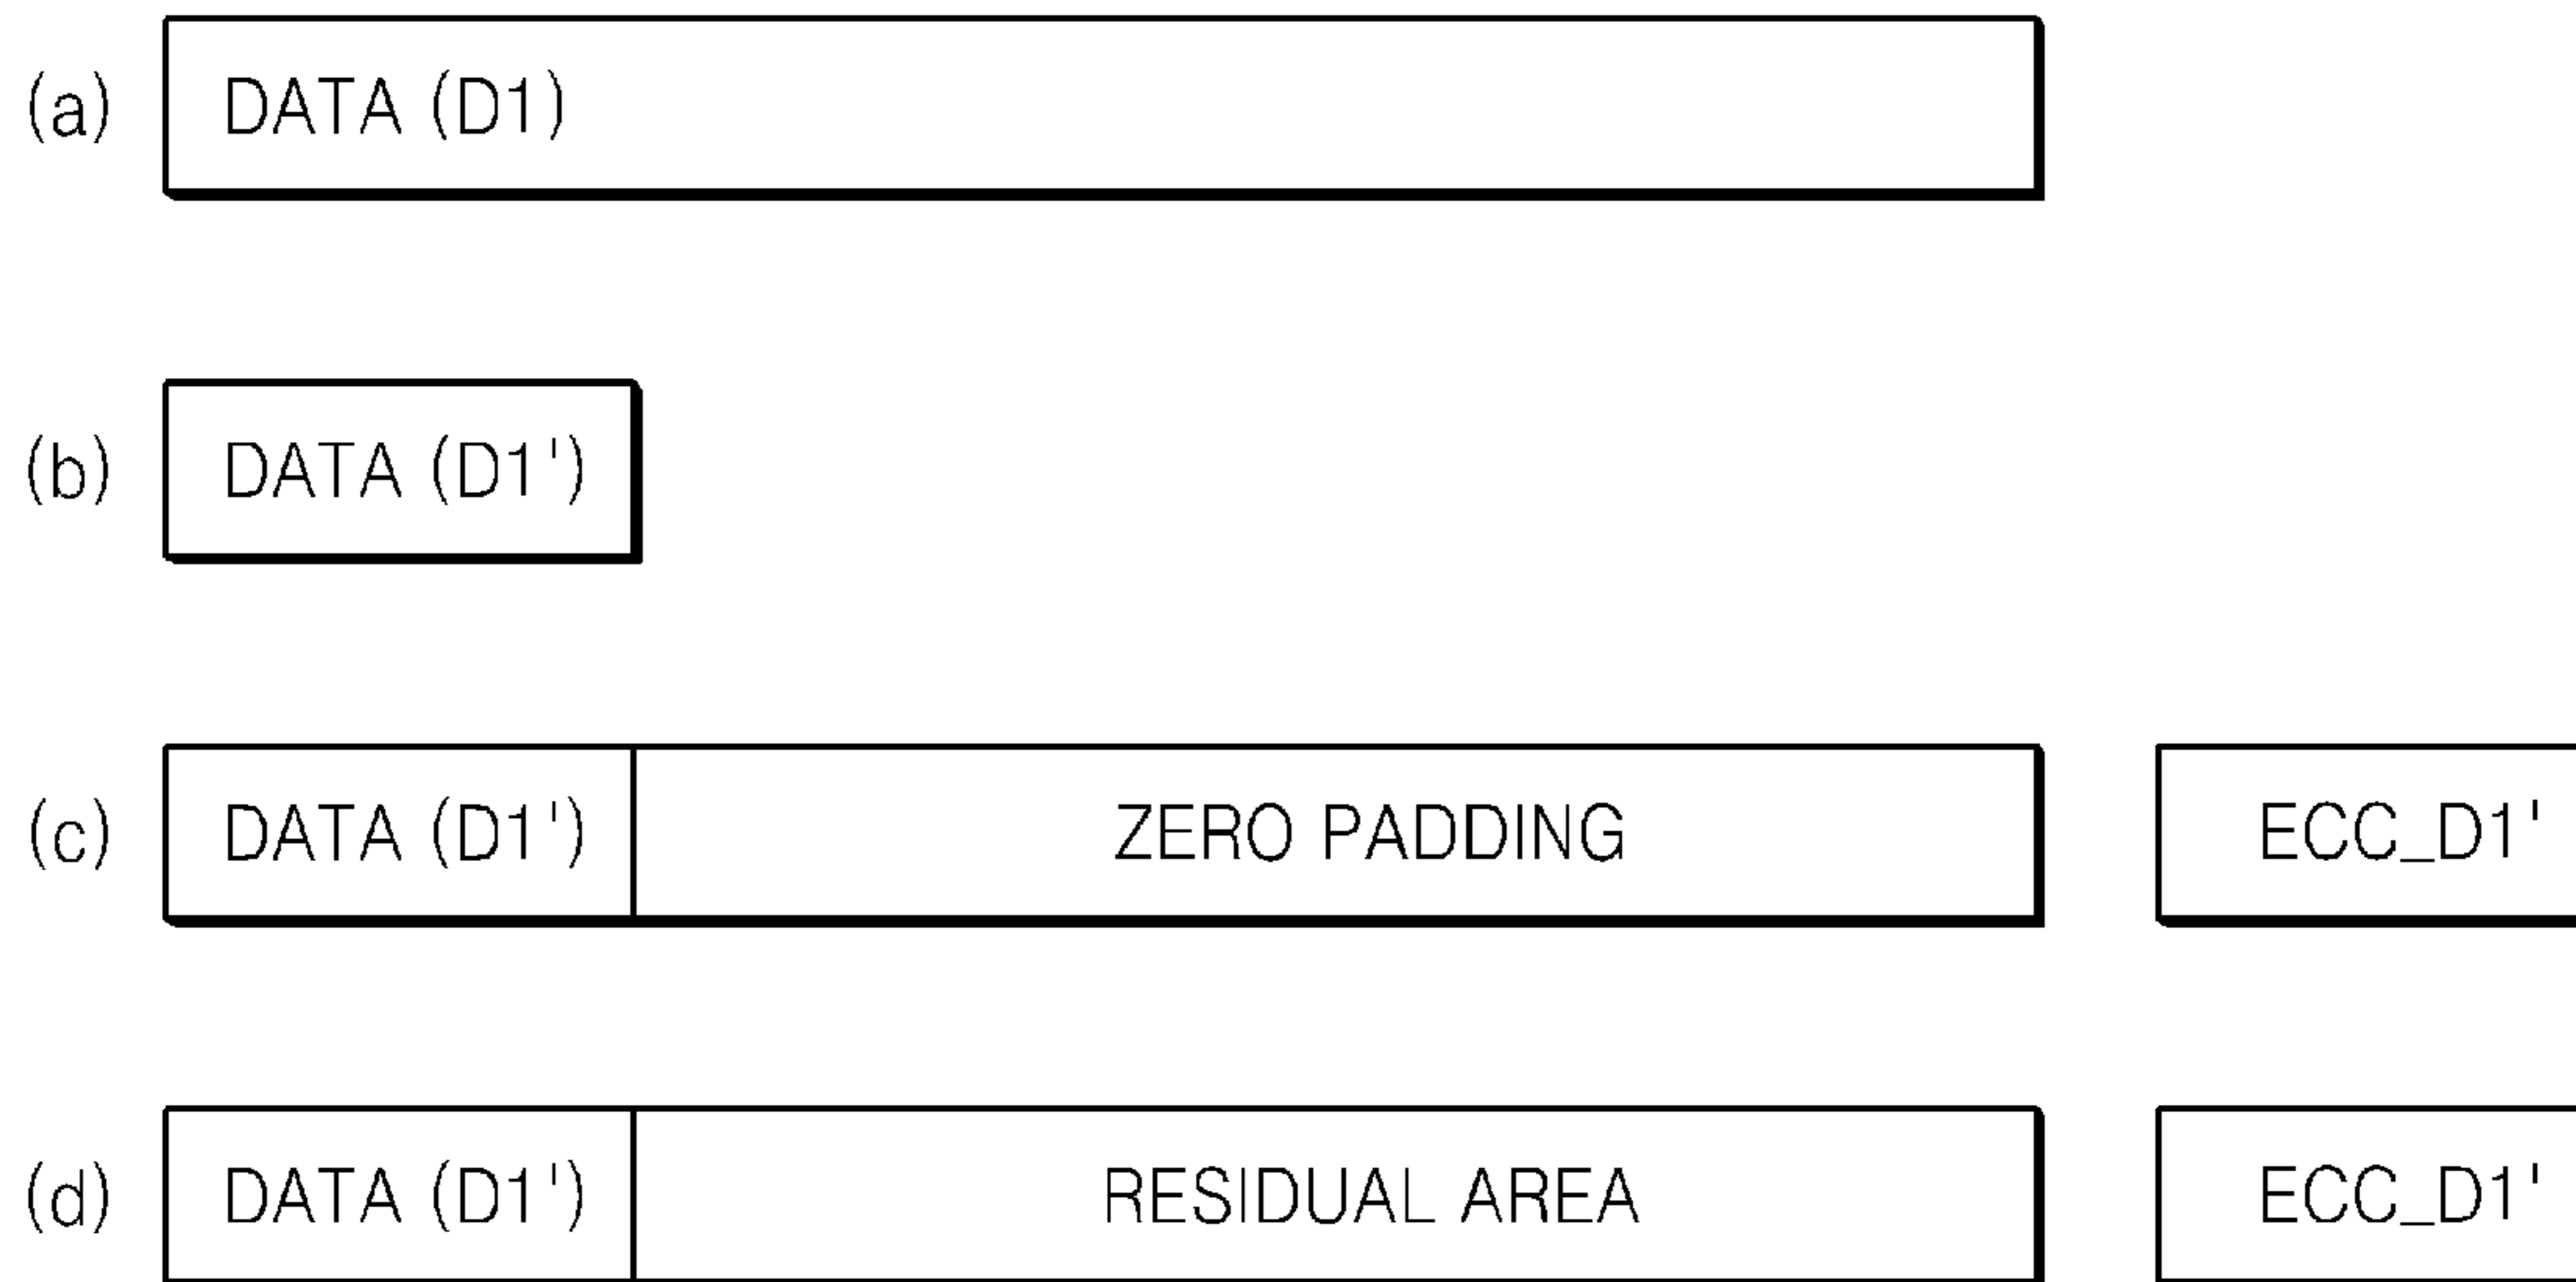 (a) DATA (D1)
(b) DATA (D1')
(c) DATA (D1') ZERO PADDING ECC_D1'
(d) DATA (D1') RESIDUAL AREA ECC_D1'